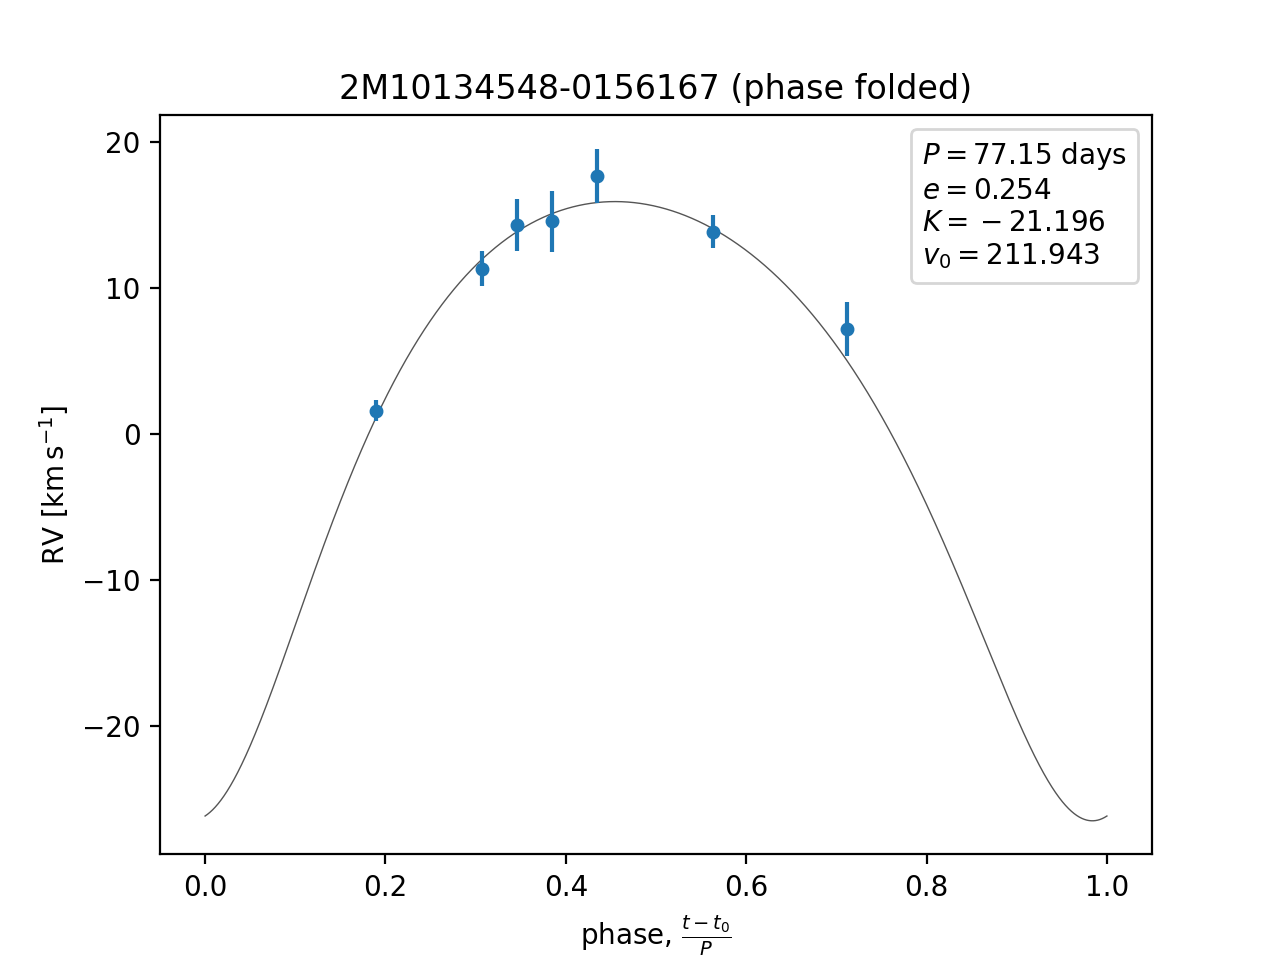 2M10134548-0156167 (phase folded)
P = 77.15 days
e = 0.254
K = −21.196
v₀ = 211.943
20
10
0
−10
−20
RV [km s⁻¹]
0.0 0.2 0.4 0.6 0.8 1.0
phase, (t − t₀)/P